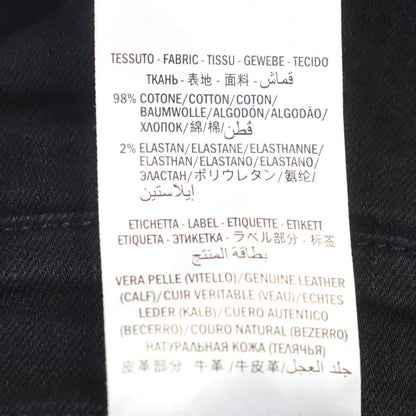 TESSUTO - FABRIC - TISSU - GEWEBE - TECIDO
ТКАНЬ - 表地 - 面料 - قماش
98% COTONE/COTTON/COTON/
BAUMWOLLE/ALGODON/ALGODÃO/
ХЛОПОК/綿/棉/قطن
2% ELASTAN/ELASTANE/ELASTHANNE/
ELASTHAN/ELASTANO/ELASTANO/
ЭЛАСТАН/ポリウレタン/氨纶/
إيلاستين
ETICHETTA - LABEL - ETIQUETTE - ETIKETT
ETIQUETA - ЭТИКЕТКА - ラベル部分 - 标签
بطاقة المنتج
VERA PELLE (VITELLO)/GENUINE LEATHER
(CALF)/CUIR VERITABLE (VEAU)/ECHTES
LEDER (KALB)/CUERO AUTENTICO
(BECERRO)/COURO NATURAL (BEZERRO)
НАТУРАЛЬНАЯ КОЖА (ТЕЛЯЧЬЯ)
皮革部分 牛革/牛皮革/جلد العجل